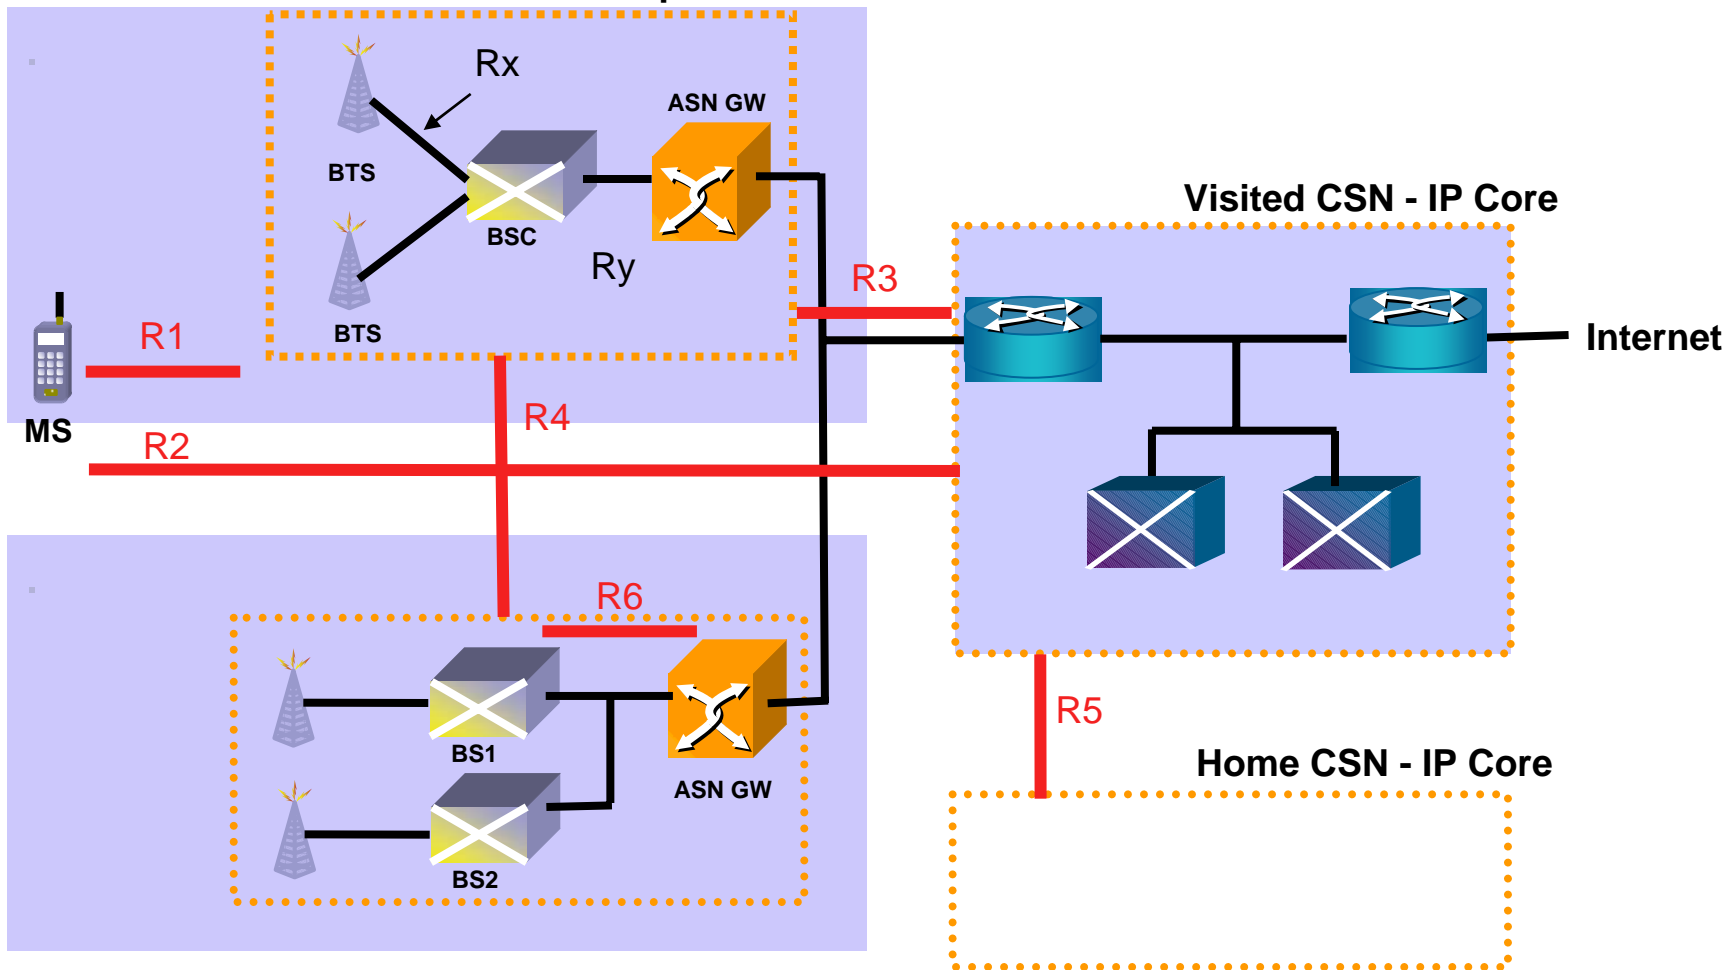 Rx
ASN GW
BTS
BSC
Ry
BTS
Visited CSN - IP Core
R3
R1
Internet
MS
R4
R2
R6
BS1
ASN GW
BS2
R5
Home CSN - IP Core